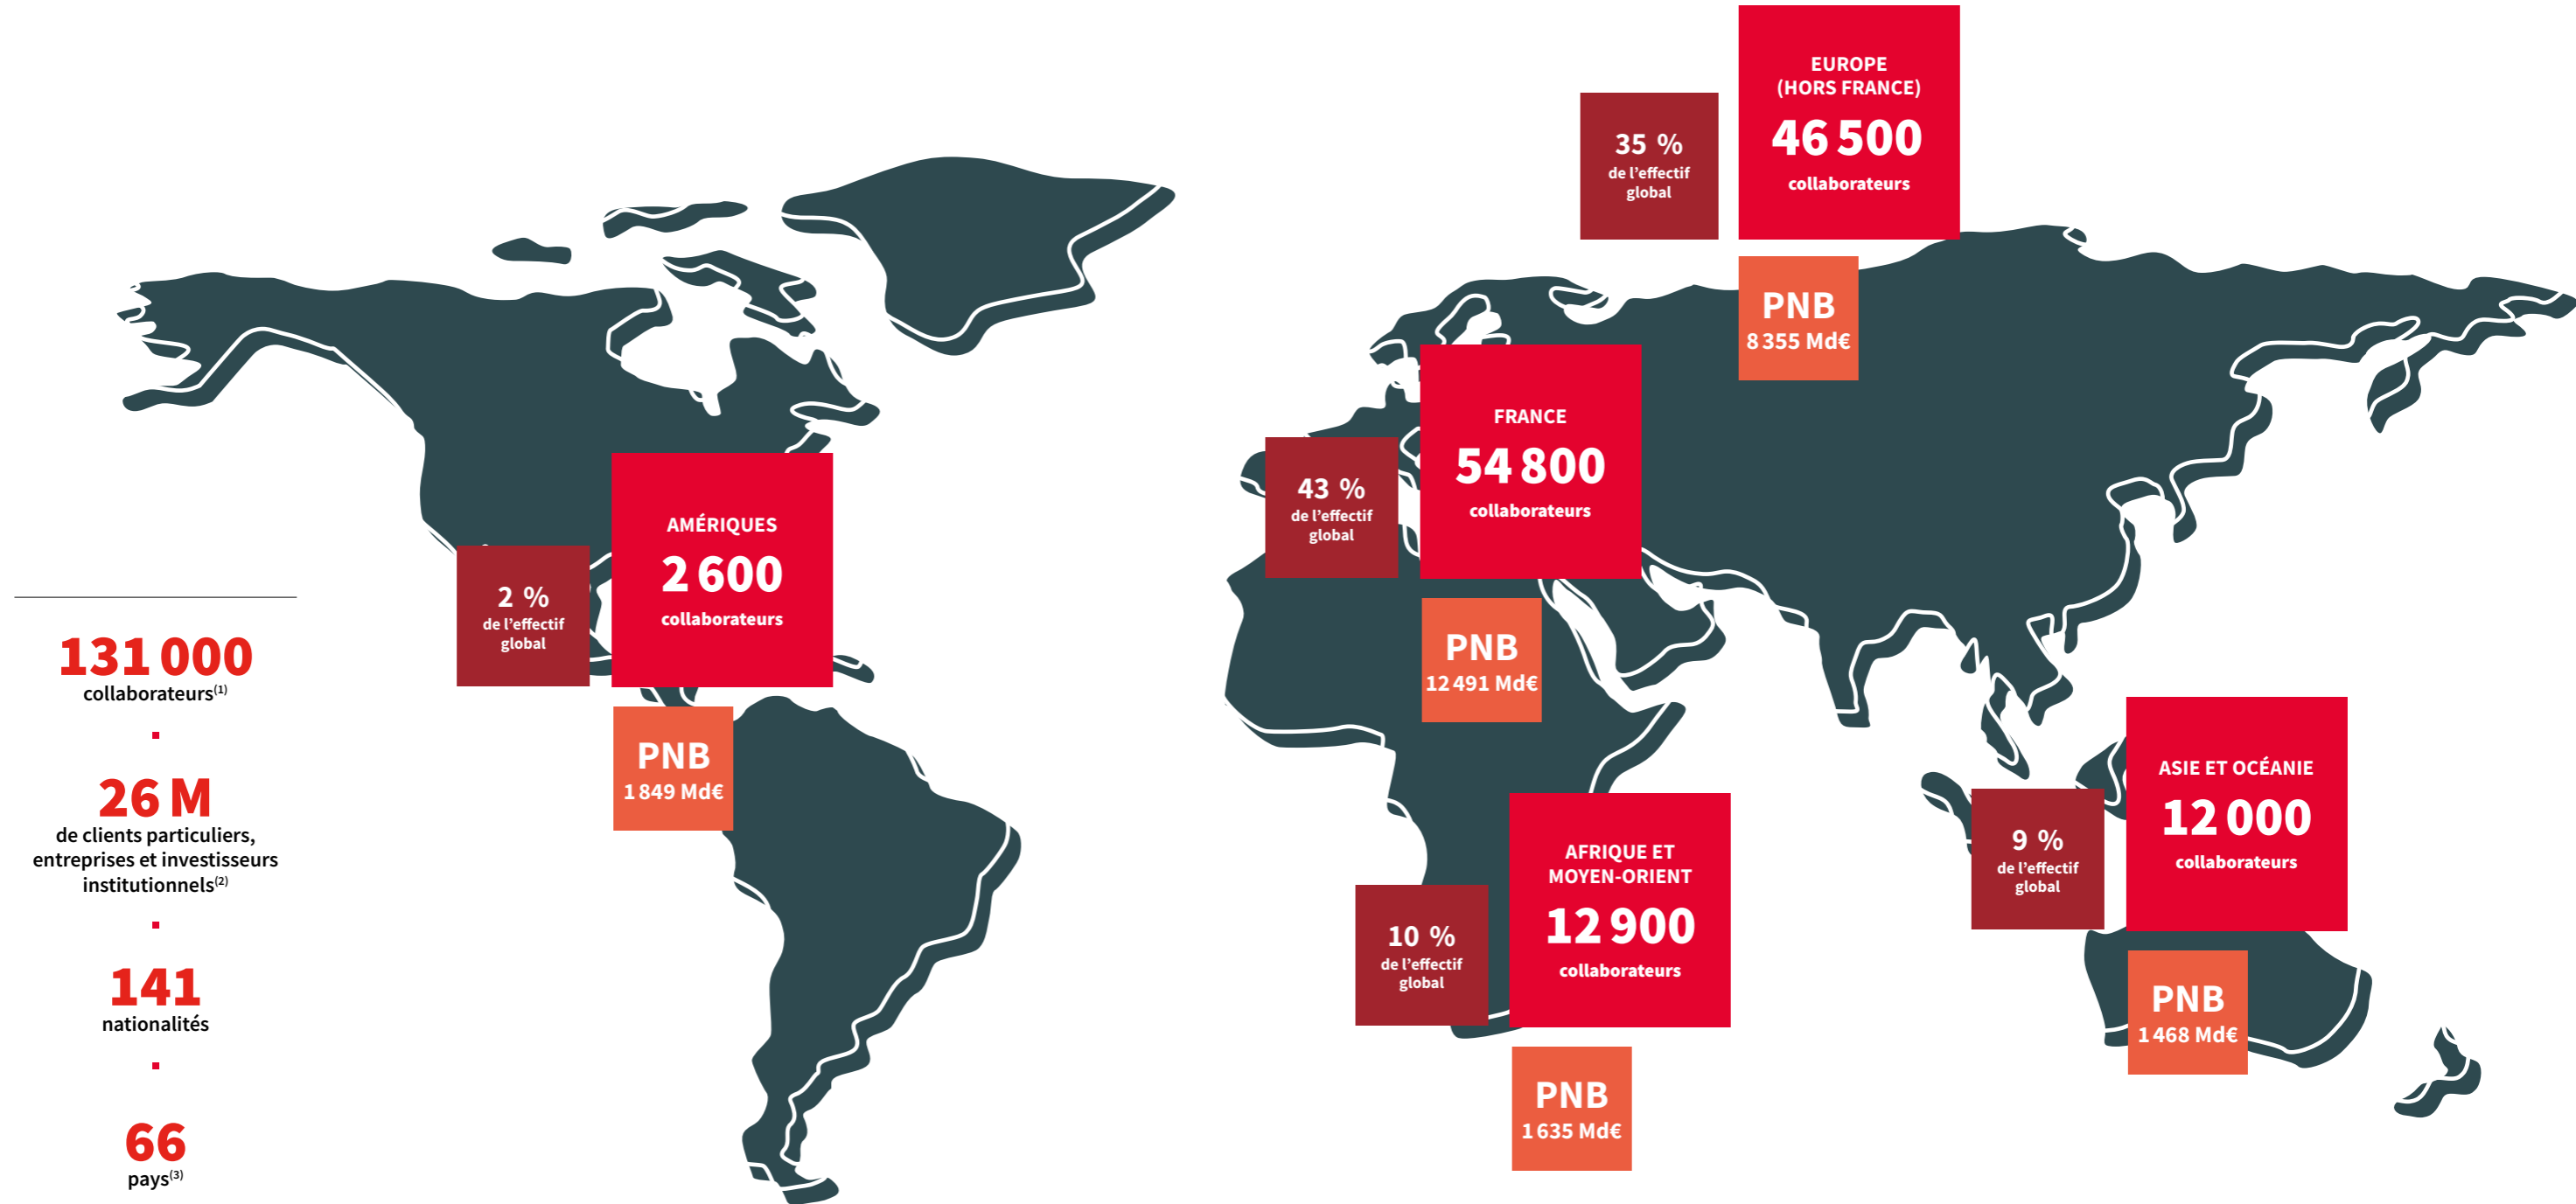 EUROPE
(HORS FRANCE)
46 500
collaborateurs
35 %
de l’effectif
global
PNB
8 355 Md€
FRANCE
54 800
collaborateurs
43 %
de l’effectif
global
PNB
12 491 Md€
AMÉRIQUES
2 600
collaborateurs
2 %
de l’effectif
global
PNB
1 849 Md€
131 000
collaborateurs(1)
26 M
de clients particuliers,
entreprises et investisseurs
institutionnels(2)
141
nationalités
66
pays(3)
AFRIQUE ET
MOYEN-ORIENT
12 900
collaborateurs
10 %
de l’effectif
global
PNB
1 635 Md€
ASIE ET OCÉANIE
12 000
collaborateurs
9 %
de l’effectif
global
PNB
1 468 Md€